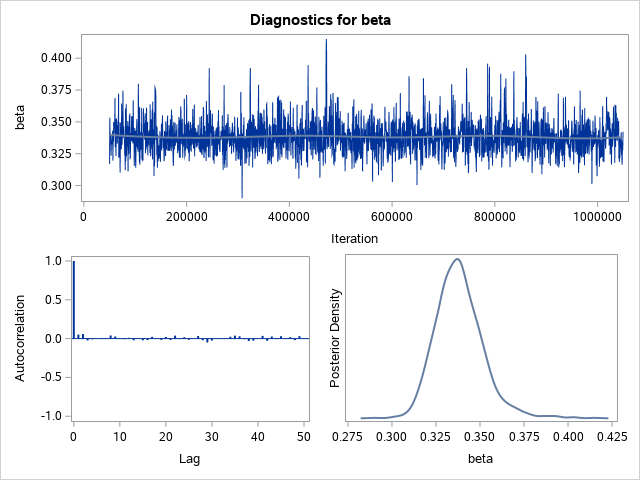 Diagnostics for beta
beta
0.400
0.375
0.350
0.325
0.300
0 200000 400000 600000 800000 1000000
Iteration
Autocorrelation
1.0
0.5
0.0
-0.5
-1.0
0 10 20 30 40 50
Lag
Posterior Density
0.275 0.300 0.325 0.350 0.375 0.400 0.425
beta